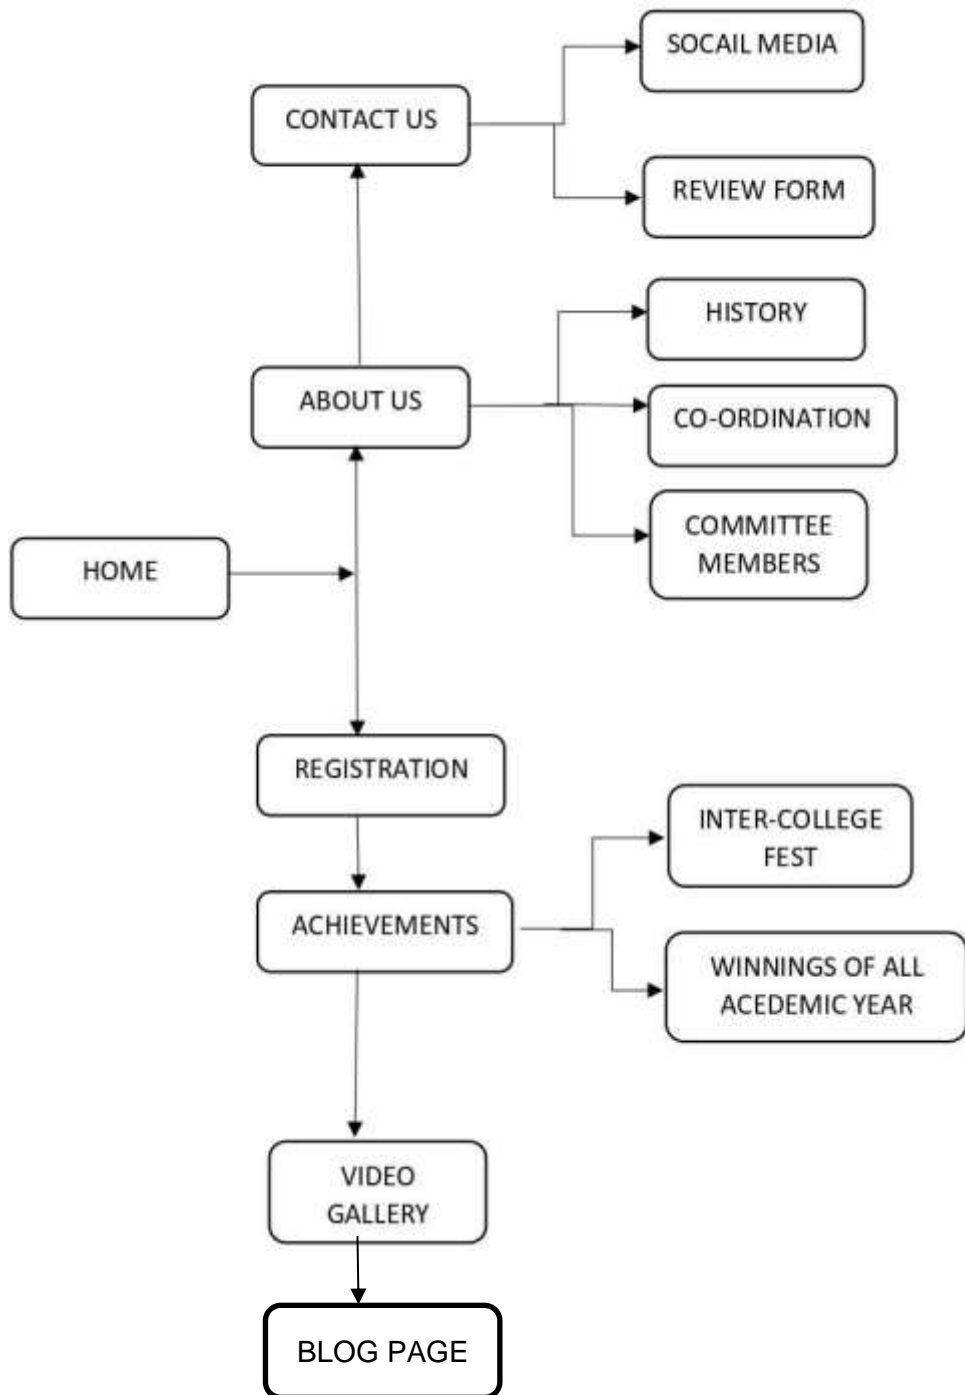 SOCAIL MEDIA
CONTACT US
REVIEW FORM
HISTORY
ABOUT US
CO-ORDINATION
COMMITTEE
MEMBERS
HOME
REGISTRATION
INTER-COLLEGE
FEST
ACHIEVEMENTS
WINNINGS OF ALL
ACEDEMIC YEAR
VIDEO
GALLERY
BLOG PAGE